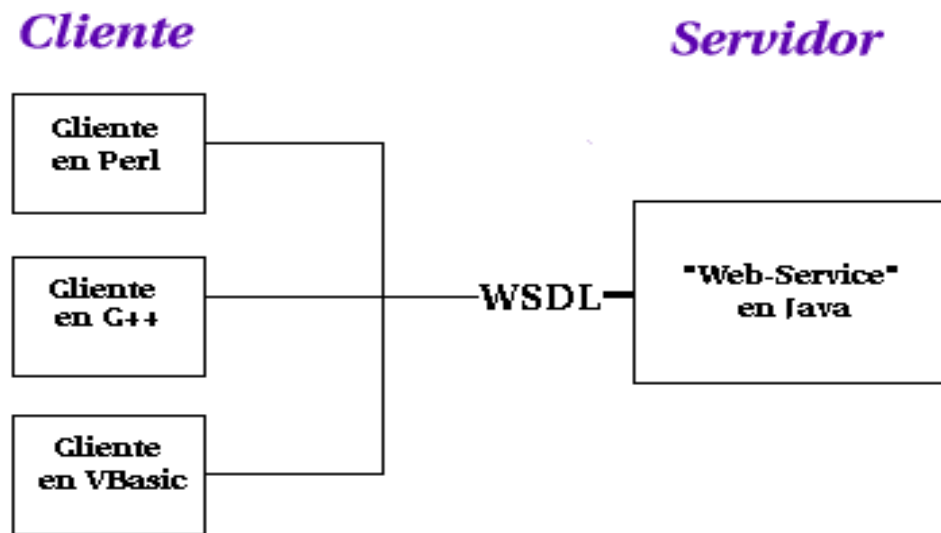 Cliente
Servidor
Cliente
en Perl
Cliente
en C++
Cliente
en VBasic
WSDL
"Web-Service"
en Java